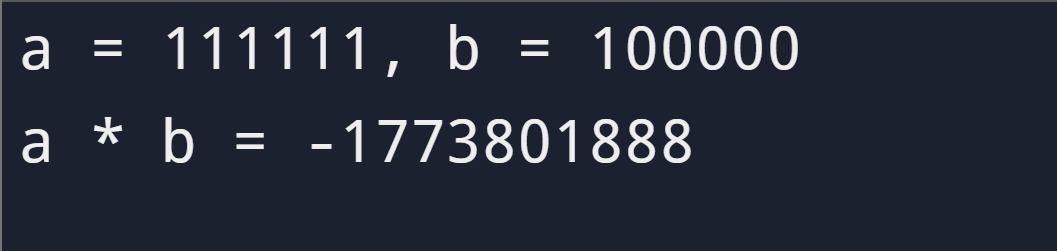 a = 111111, b = 100000
a * b = -1773801888